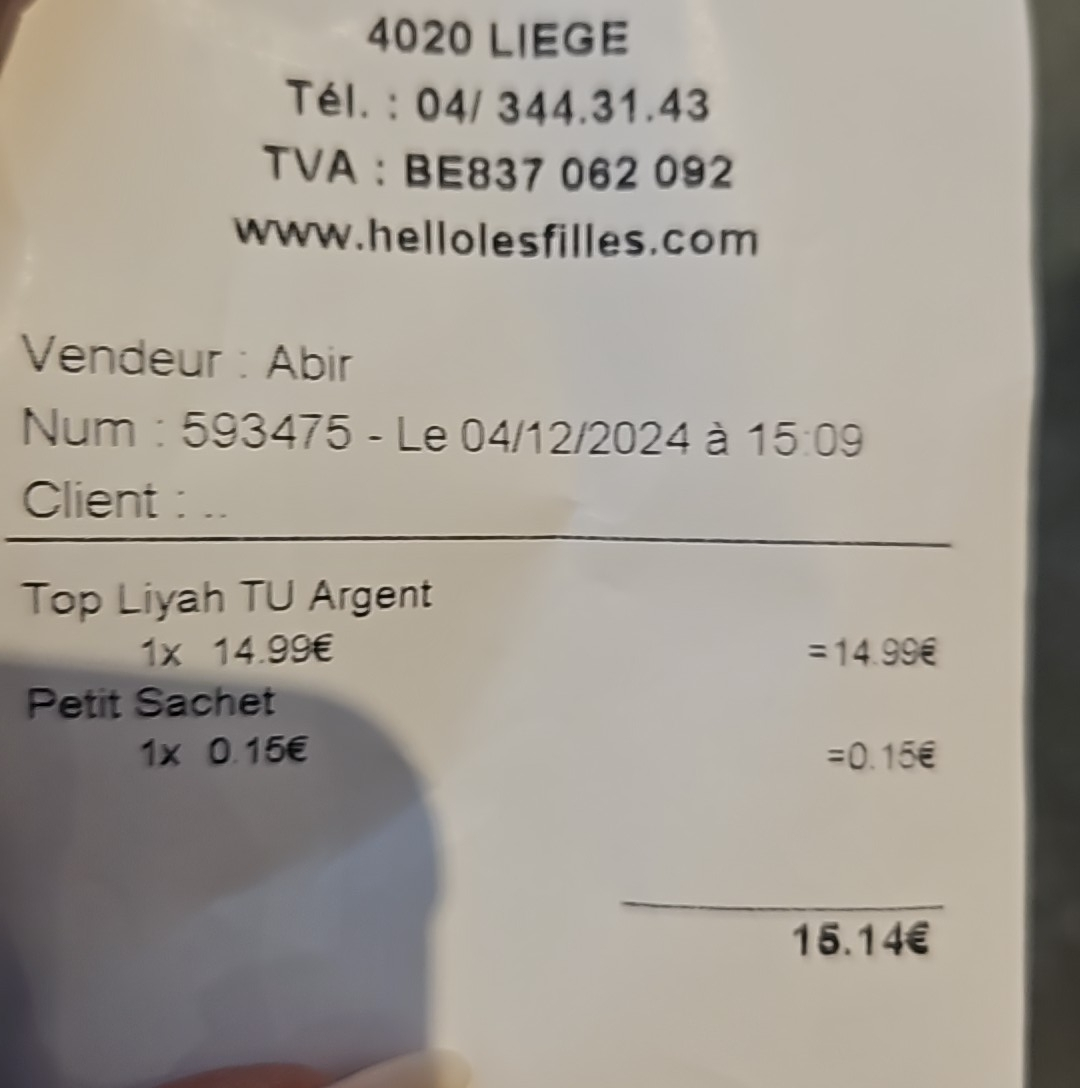 4020 LIEGE
Tél. : 04/ 344.31.43
TVA : BE837 062 092
www.hellolesfilles.com
Vendeur : Abir
Num : 593475 - Le 04/12/2024 à 15:09
Client : ..
Top Liyah TU Argent
1x 14.99€ =14.99€
Petit Sachet
1x 0.15€ =0.15€
15.14€